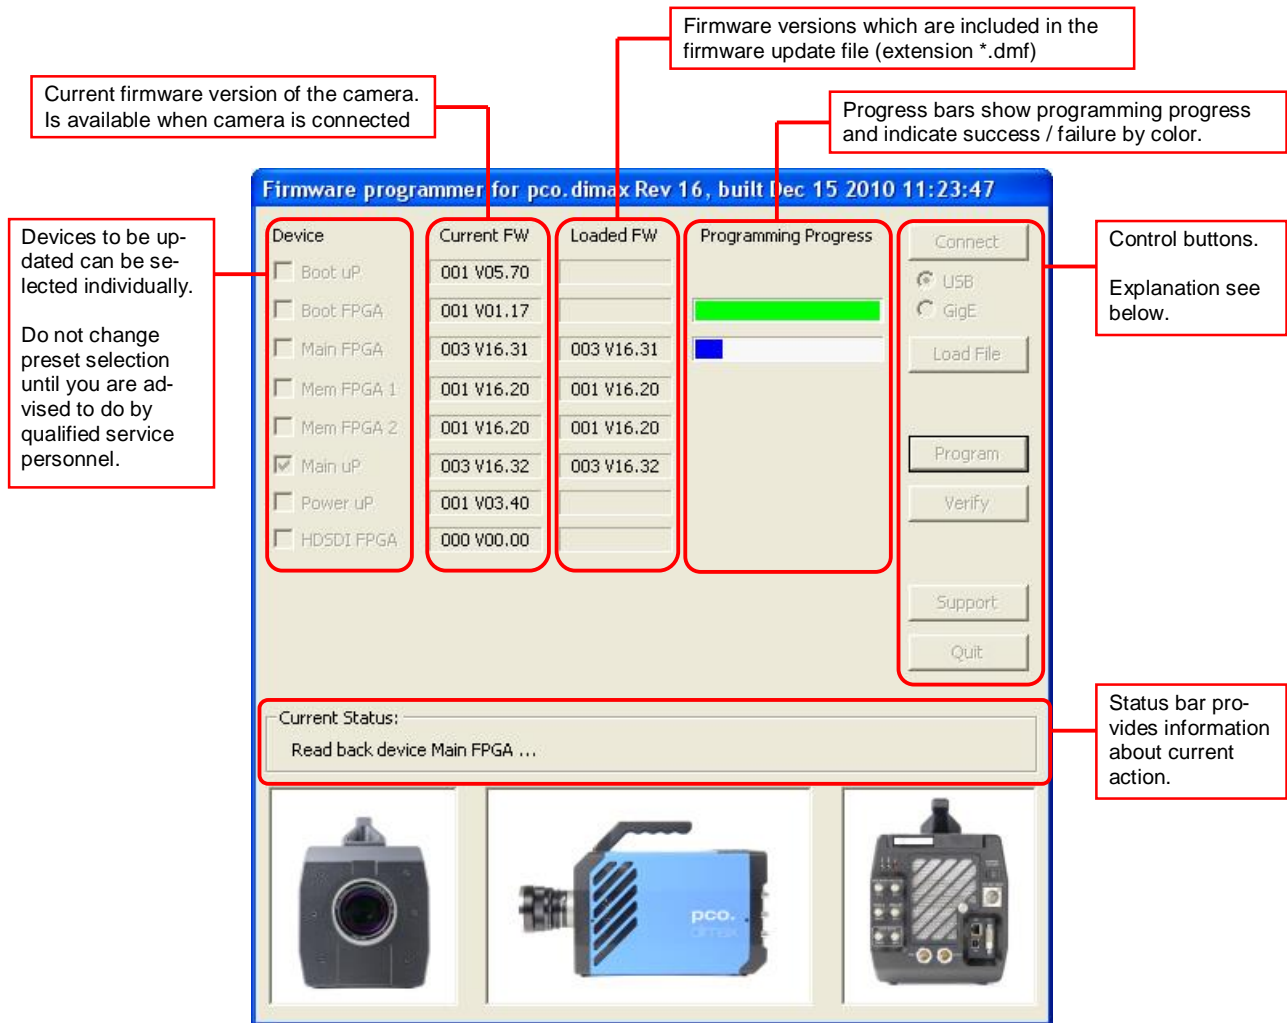 Firmware versions which are included in the
firmware update file (extension *.dmf)
Current firmware version of the camera.
Is available when camera is connected
Progress bars show programming progress
and indicate success / failure by color.
Firmware programmer for pco.dimax Rev 16, built Dec 15 2010 11:23:47
Devices to be up-
dated can be se-
lected individually.
Do not change
preset selection
until you are ad-
vised to do by
qualified service
personnel.
Device Current FW Loaded FW Programming Progress
Boot uP 001 V05.70
Boot FPGA 001 V01.17
Main FPGA 003 V16.31 003 V16.31
Mem FPGA 1 001 V16.20 001 V16.20
Mem FPGA 2 001 V16.20 001 V16.20
Main uP 003 V16.32 003 V16.32
Power uP 001 V03.40
HDSDI FPGA 000 V00.00
Connect
USB
GigE
Load File
Program
Verify
Support
Quit
Control buttons.
Explanation see
below.
Current Status:
Read back device Main FPGA ...
Status bar pro-
vides information
about current
action.
pco.
dimax